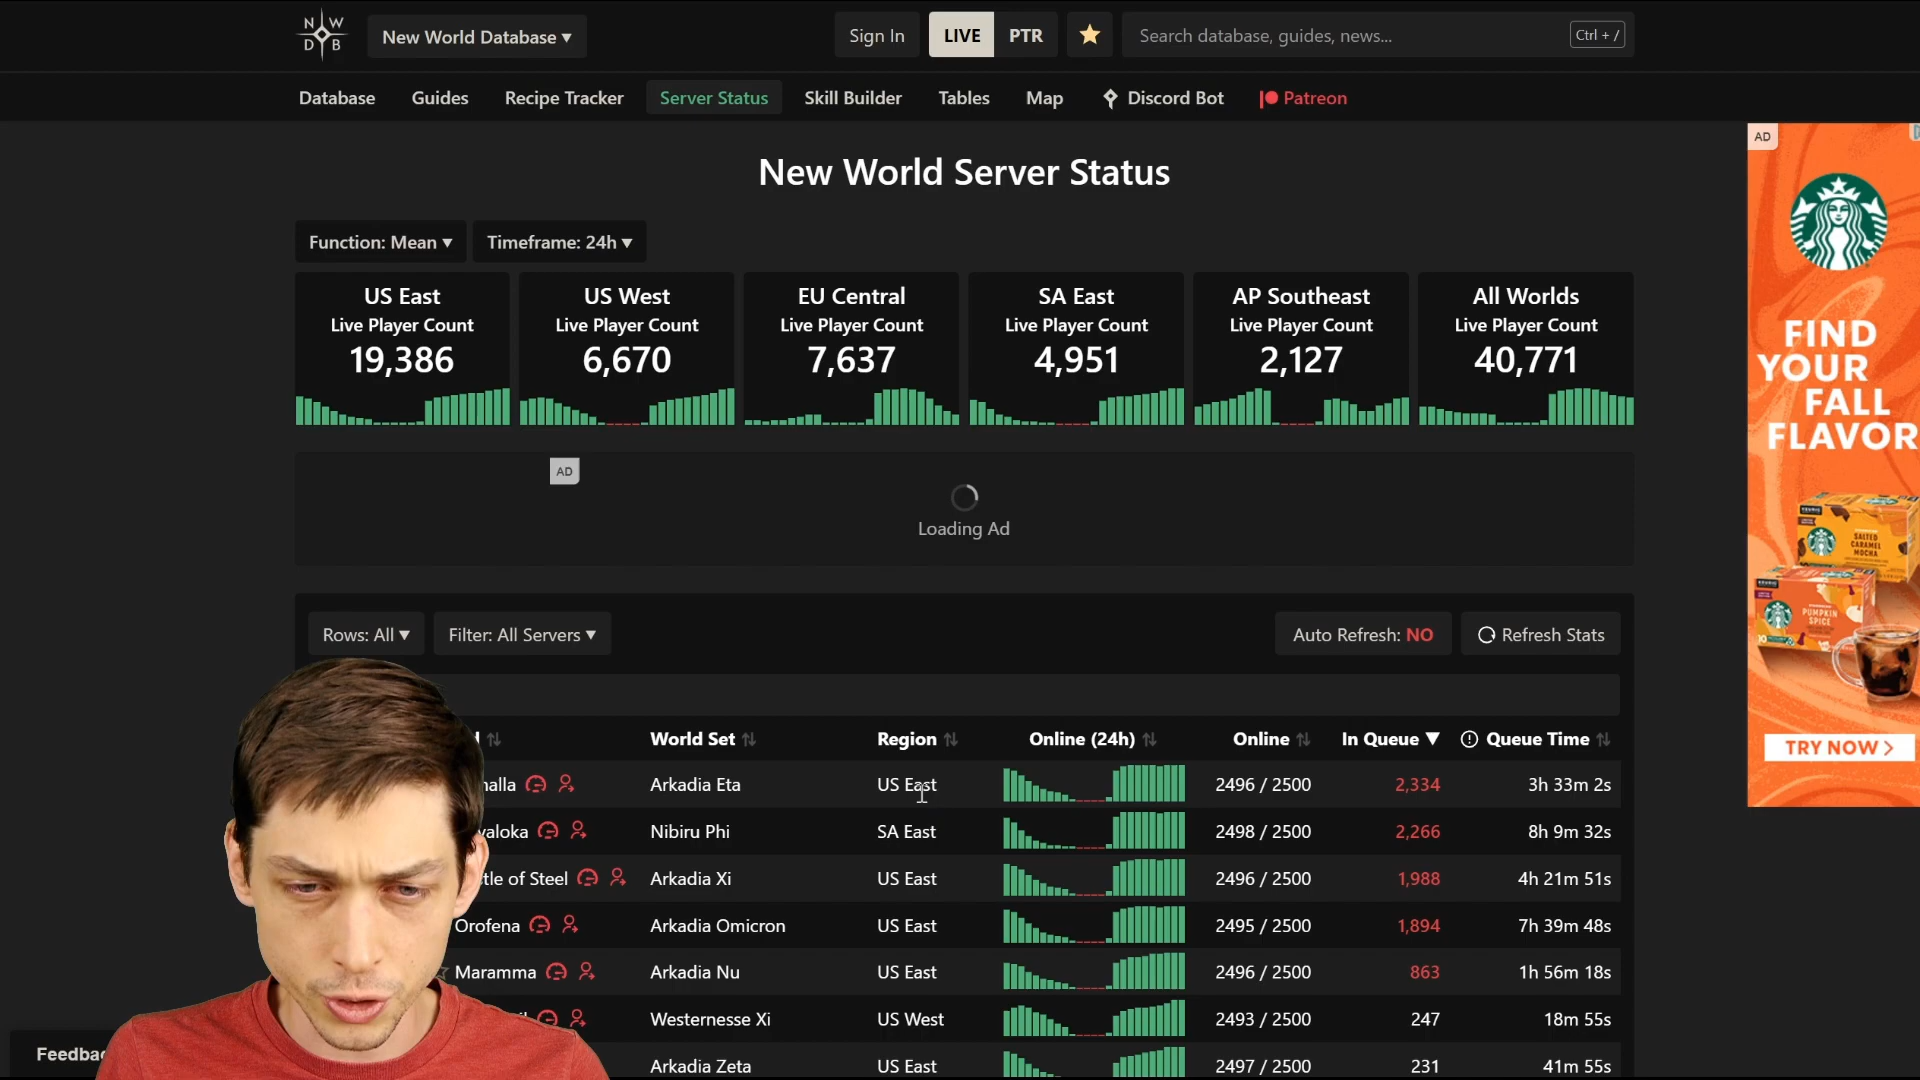 N W
D B
New World Database ▾
Sign In
LIVE
PTR
Search database, guides, news...
Ctrl + /
Database
Guides
Recipe Tracker
Server Status
Skill Builder
Tables
Map
Discord Bot
Patreon
New World Server Status
Function: Mean ▾
Timeframe: 24h ▾
US East
Live Player Count
19,386
US West
Live Player Count
6,670
EU Central
Live Player Count
7,637
SA East
Live Player Count
4,951
AP Southeast
Live Player Count
2,127
All Worlds
Live Player Count
40,771
AD
Loading Ad
Rows: All ▾
Filter: All Servers ▾
Auto Refresh: NO
Refresh Stats
World Set
Region
Online (24h)
Online
In Queue ▼
Queue Time
halla Arkadia Eta US East 2496 / 2500 2,334 3h 33m 2s
valoka Nibiru Phi SA East 2498 / 2500 2,266 8h 9m 32s
tle of Steel Arkadia Xi US East 2496 / 2500 1,988 4h 21m 51s
Orofena Arkadia Omicron US East 2495 / 2500 1,894 7h 39m 48s
Maramma Arkadia Nu US East 2496 / 2500 863 1h 56m 18s
Westernesse Xi US West 2493 / 2500 247 18m 55s
Arkadia Zeta US East 2497 / 2500 231 41m 55s
Feedbac
AD
FIND
YOUR
FALL
FLAVOR
SALTED
CARAMEL
MOCHA
PUMPKIN
SPICE
TRY NOW >